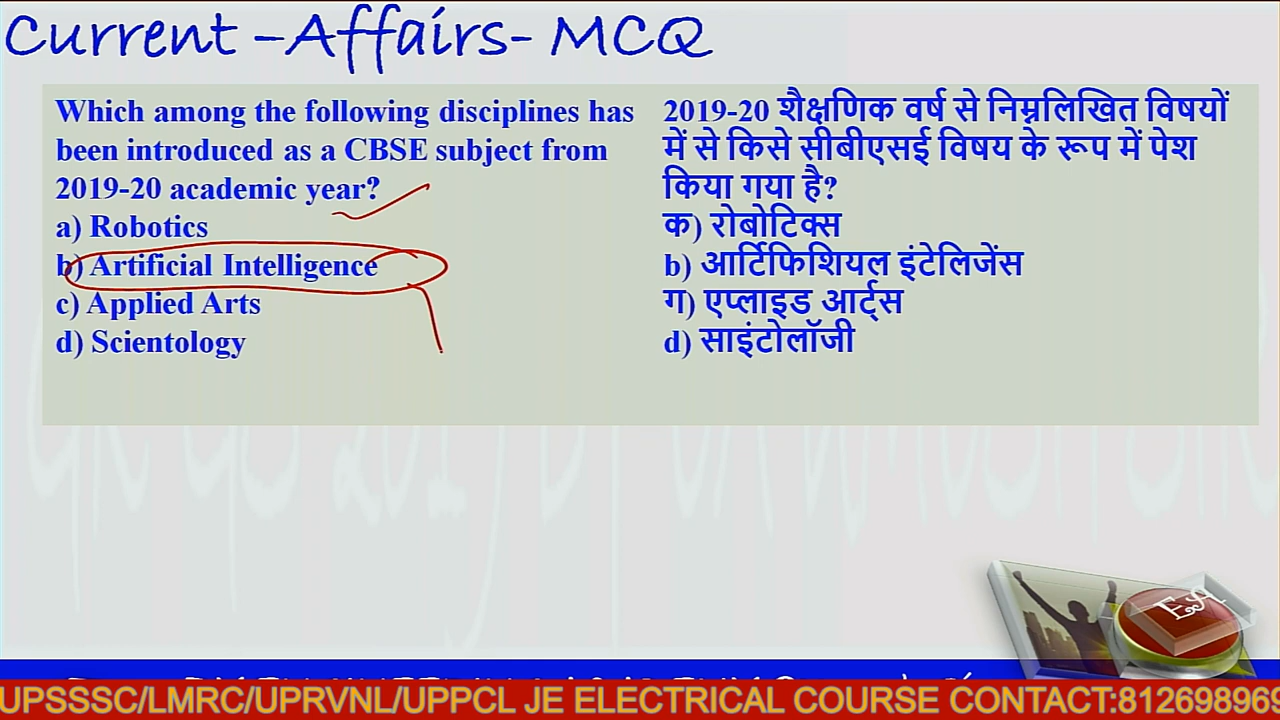 Current –Affairs- MCQ
Which among the following disciplines has
been introduced as a CBSE subject from
2019-20 academic year?
a) Robotics
b) Artificial Intelligence
c) Applied Arts
d) Scientology
2019-20 शैक्षणिक वर्ष से निम्नलिखित विषयों
में से किसे सीबीएसई विषय के रूप में पेश
किया गया है?
क) रोबोटिक्स
b) आर्टिफिशियल इंटेलिजेंस
ग) एप्लाइड आर्ट्स
d) साइंटोलॉजी
EA
UPSSSC/LMRC/UPRVNL/UPPCL JE ELECTRICAL COURSE CONTACT:812698969